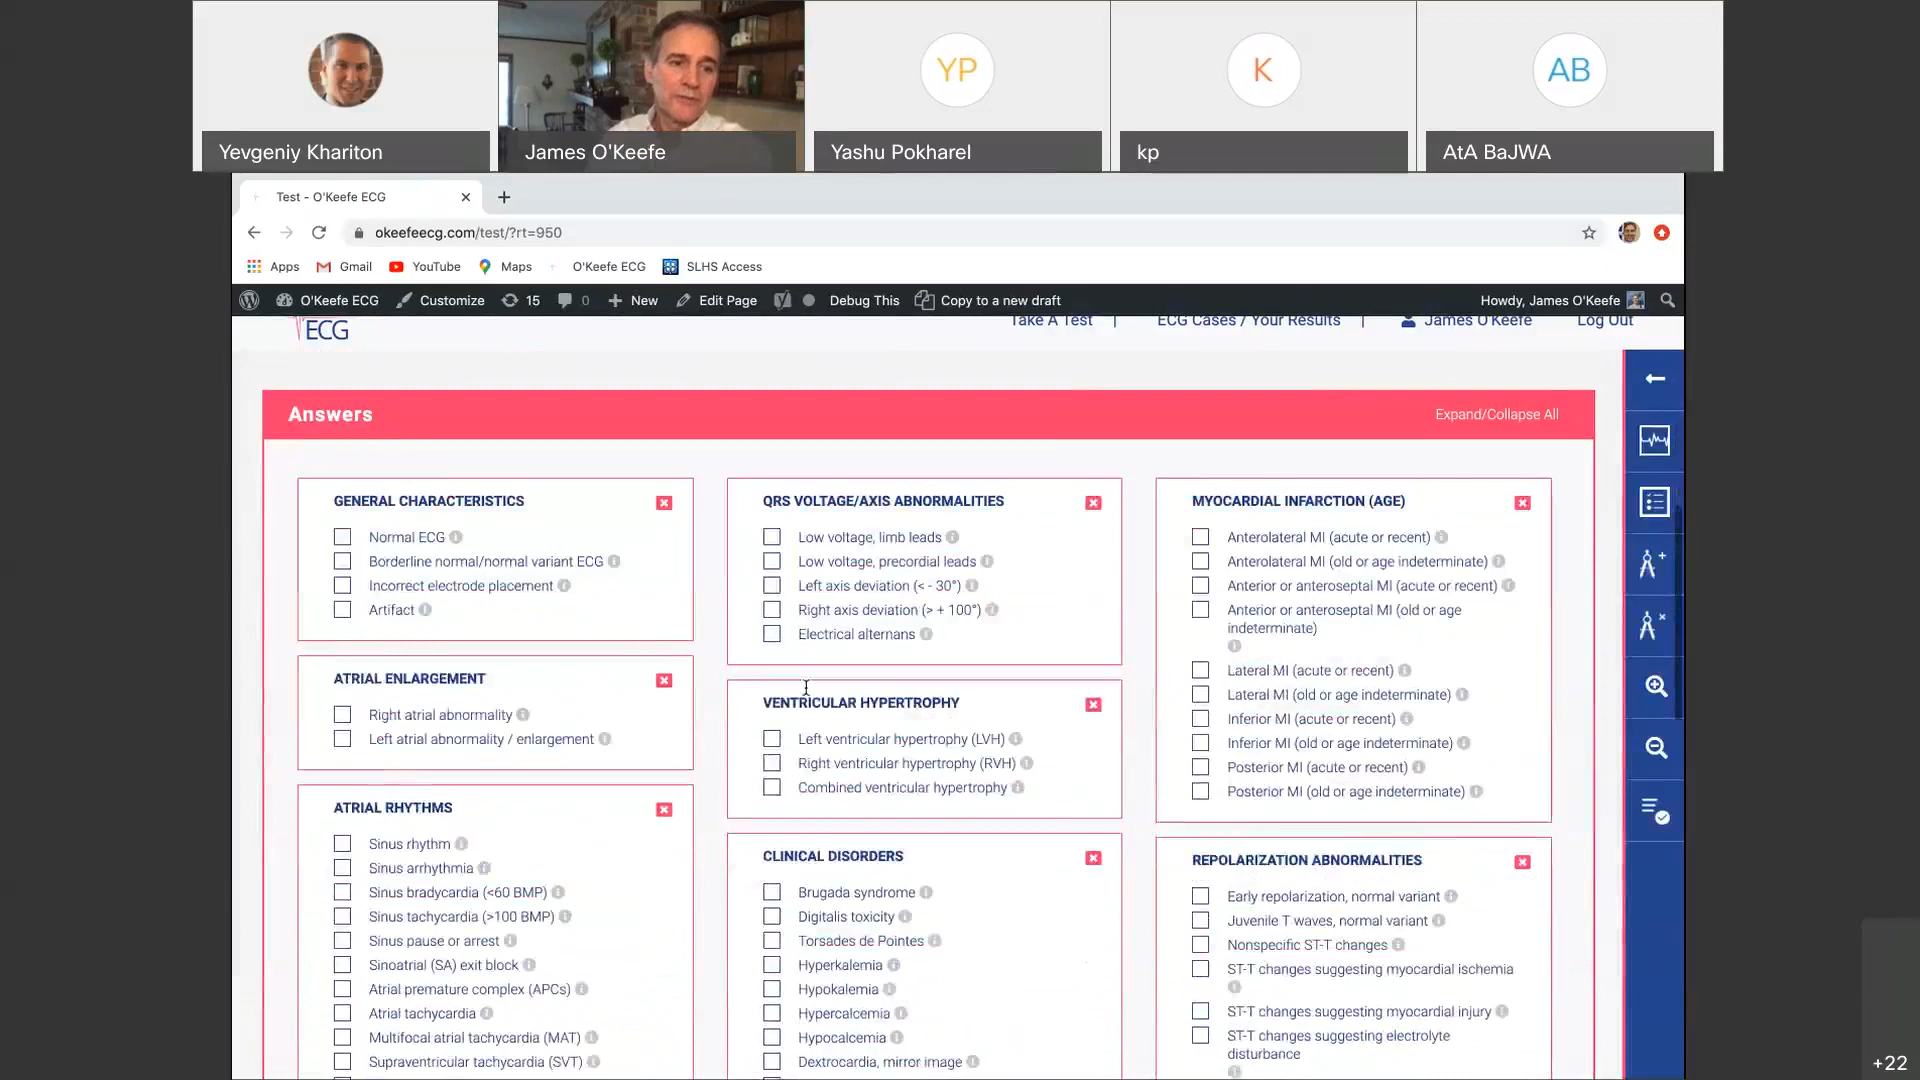 YP
K
AB
Yevgeniy Khariton
James O'Keefe
Yashu Pokharel
kp
AtA BaJWA
Test - O'Keefe ECG
okeefeecg.com/test/?rt=950
Apps
Gmail
YouTube
Maps
O'Keefe ECG
SLHS Access
O'Keefe ECG
Customize
15
0
New
Edit Page
Debug This
Copy to a new draft
Howdy, James O'Keefe
ECG
Take A Test |
ECG Cases / Your Results |
James O'Keefe
Log Out
Answers
Expand/Collapse All
GENERAL CHARACTERISTICS
Normal ECG
Borderline normal/normal variant ECG
Incorrect electrode placement
Artifact
ATRIAL ENLARGEMENT
Right atrial abnormality
Left atrial abnormality / enlargement
ATRIAL RHYTHMS
Sinus rhythm
Sinus arrhythmia
Sinus bradycardia (<60 BMP)
Sinus tachycardia (>100 BMP)
Sinus pause or arrest
Sinoatrial (SA) exit block
Atrial premature complex (APCs)
Atrial tachycardia
Multifocal atrial tachycardia (MAT)
Supraventricular tachycardia (SVT)
QRS VOLTAGE/AXIS ABNORMALITIES
Low voltage, limb leads
Low voltage, precordial leads
Left axis deviation (< - 30°)
Right axis deviation (> + 100°)
Electrical alternans
VENTRICULAR HYPERTROPHY
Left ventricular hypertrophy (LVH)
Right ventricular hypertrophy (RVH)
Combined ventricular hypertrophy
CLINICAL DISORDERS
Brugada syndrome
Digitalis toxicity
Torsades de Pointes
Hyperkalemia
Hypokalemia
Hypercalcemia
Hypocalcemia
Dextrocardia, mirror image
MYOCARDIAL INFARCTION (AGE)
Anterolateral MI (acute or recent)
Anterolateral MI (old or age indeterminate)
Anterior or anteroseptal MI (acute or recent)
Anterior or anteroseptal MI (old or age
indeterminate)
Lateral MI (acute or recent)
Lateral MI (old or age indeterminate)
Inferior MI (acute or recent)
Inferior MI (old or age indeterminate)
Posterior MI (acute or recent)
Posterior MI (old or age indeterminate)
REPOLARIZATION ABNORMALITIES
Early repolarization, normal variant
Juvenile T waves, normal variant
Nonspecific ST-T changes
ST-T changes suggesting myocardial ischemia
ST-T changes suggesting myocardial injury
ST-T changes suggesting electrolyte
disturbance
+22